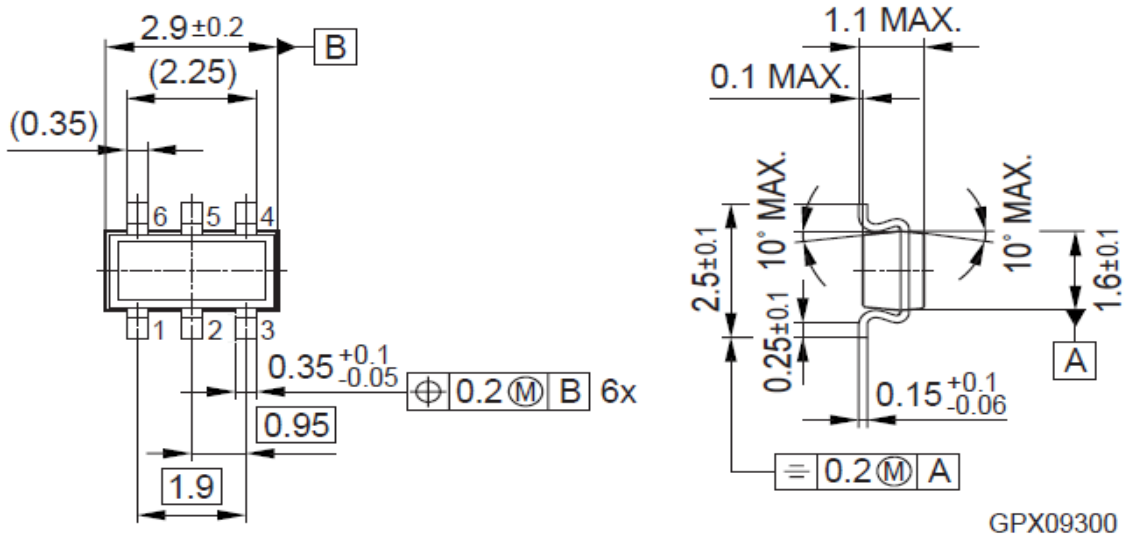 2.9±0.2
B
(2.25)
(0.35)
6 5 4
1 2 3
0.35 +0.1 -0.05
⌖ 0.2 Ⓜ B 6x
0.95
1.9
1.1 MAX.
0.1 MAX.
10° MAX.
10° MAX.
2.5±0.1
1.6±0.1
0.25±0.1
A
0.15 +0.1 -0.06
⌯ 0.2 Ⓜ A
GPX09300